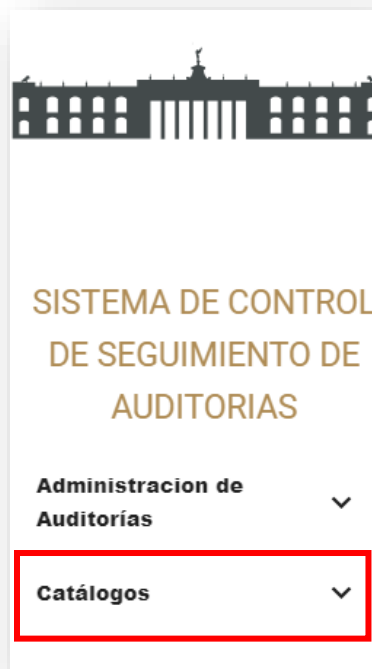 SISTEMA DE CONTROL
DE SEGUIMIENTO DE
AUDITORIAS
Administracion de
Auditorías
Catálogos